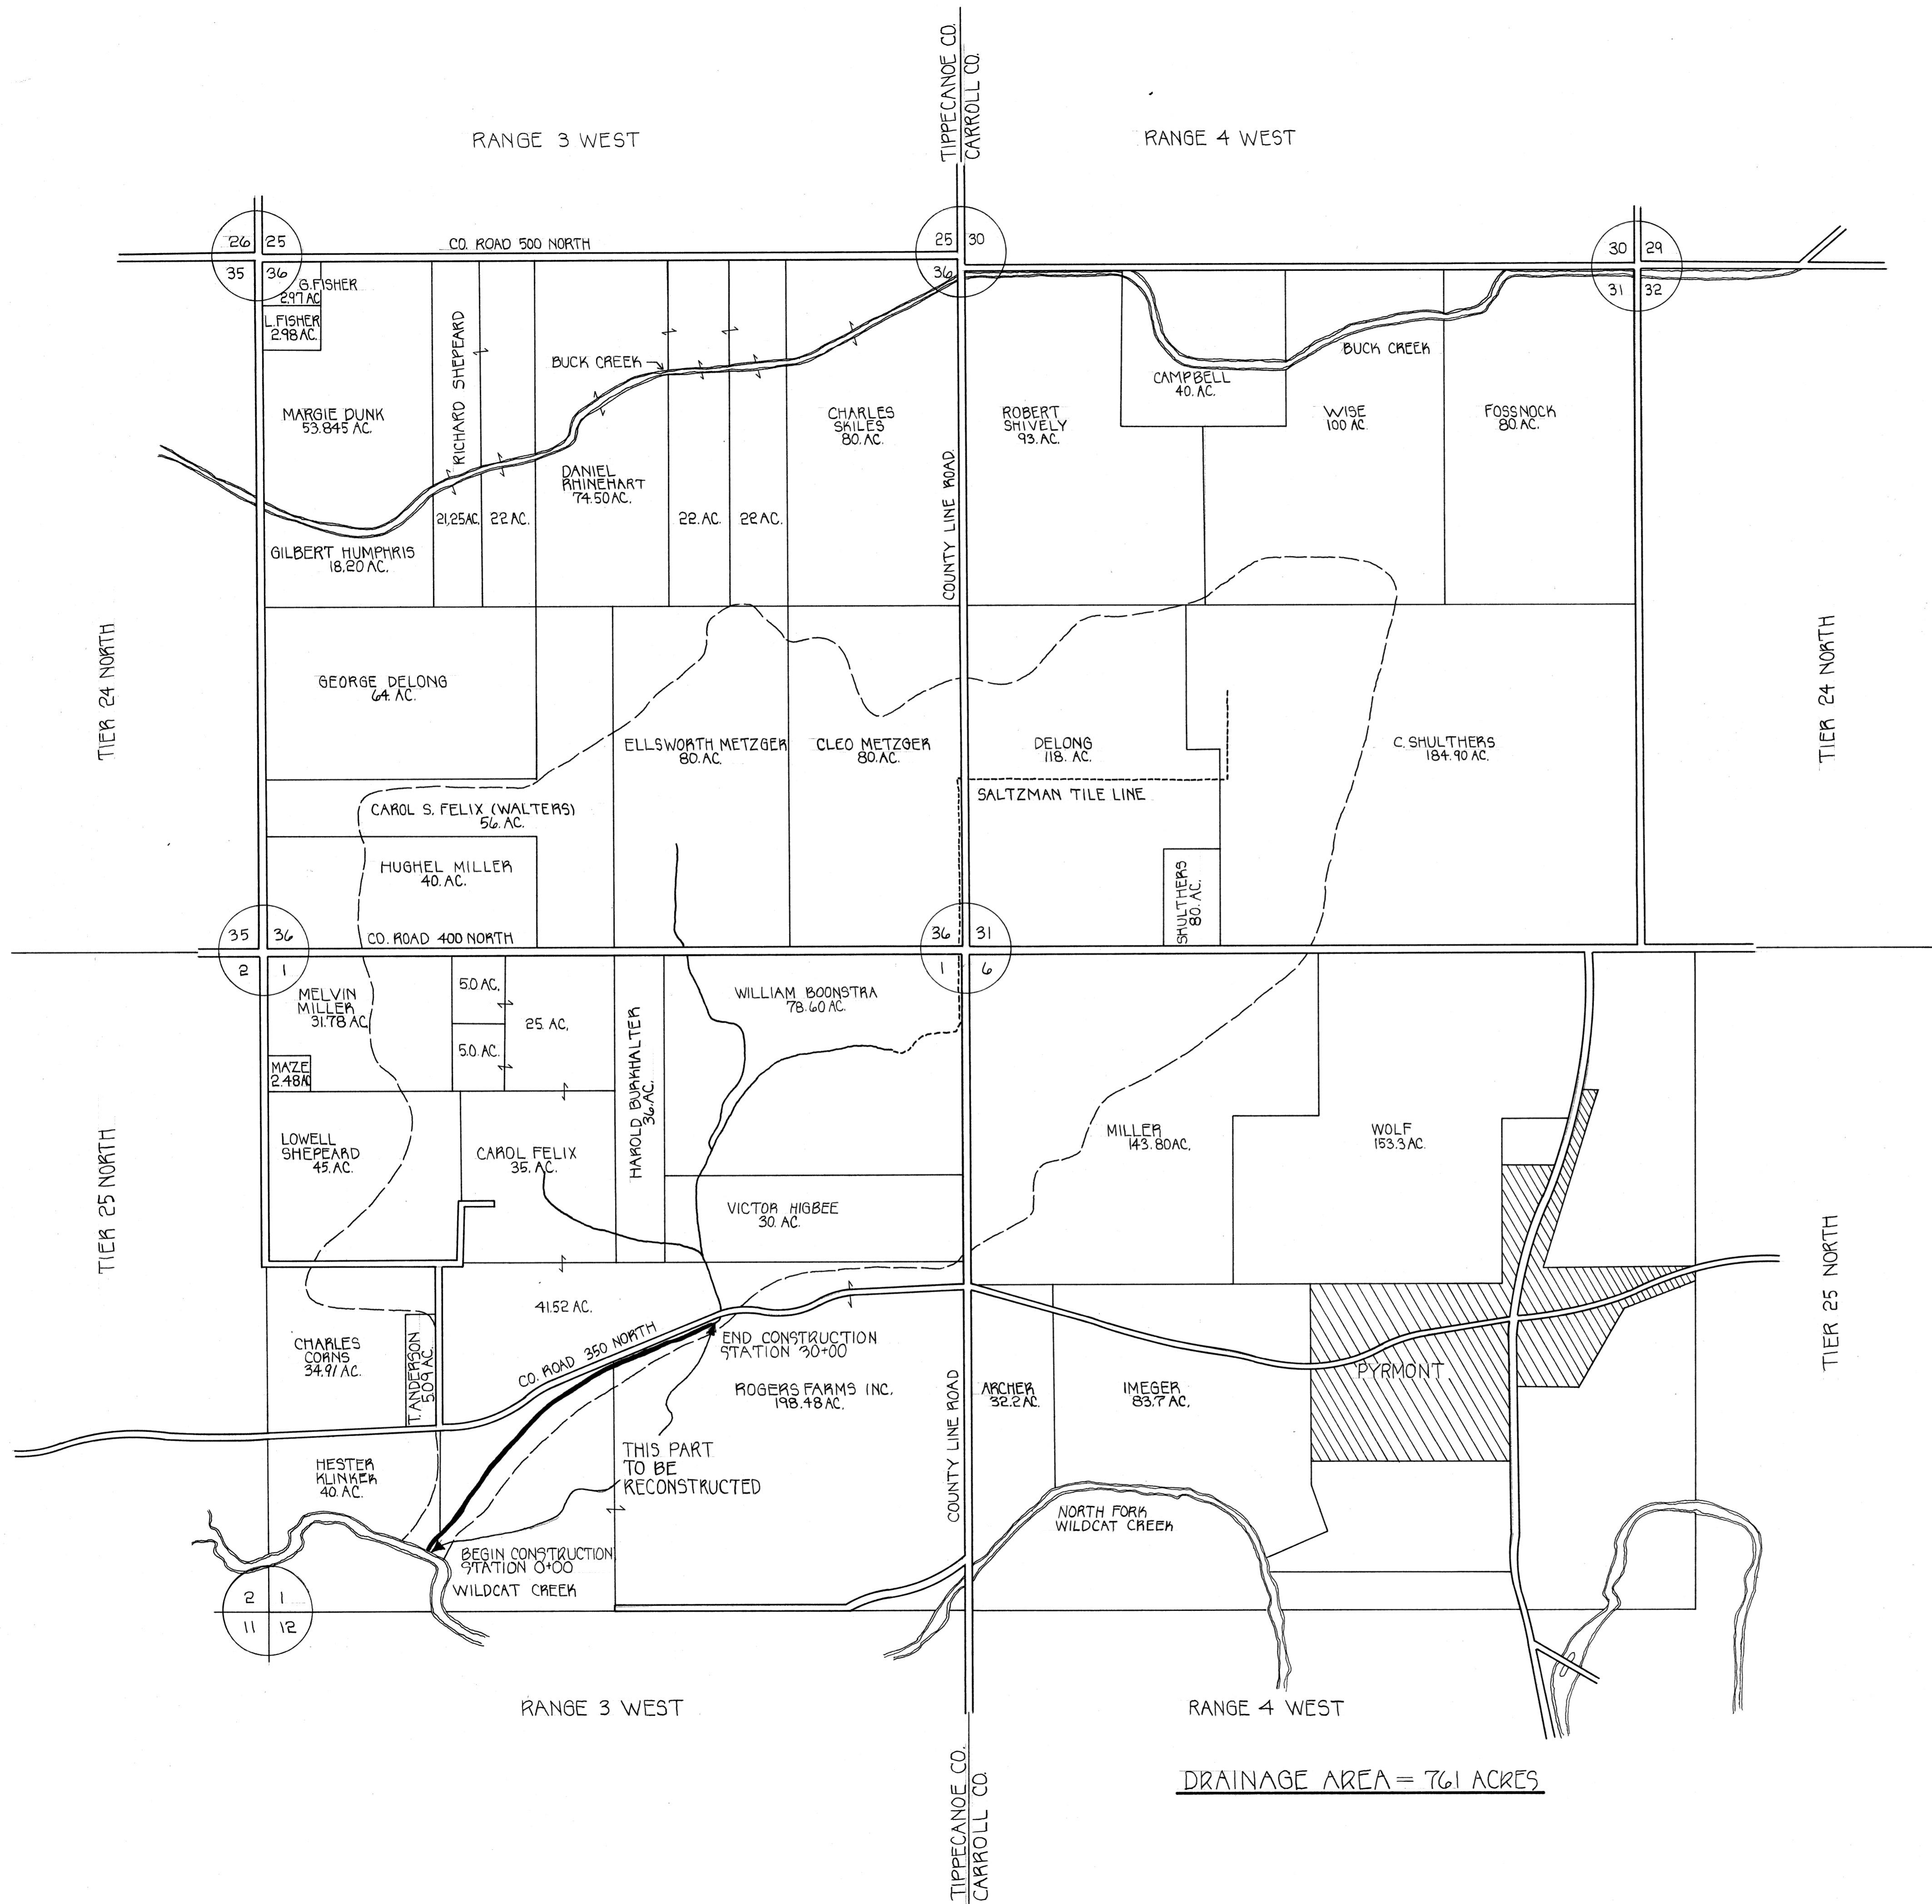 TIPPECANOE CO.
CARROLL CO.
RANGE 3 WEST
RANGE 4 WEST
26 25
35 36
CO. ROAD 500 NORTH
25 30
36
30 29
31 32
G. FISHER
2.97 AC
L. FISHER
2.98 AC.
RICHARD SHEPEARD
BUCK CREEK
BUCK CREEK
MARGIE DUNK
53.845 AC.
CHARLES
SKILES
80. AC.
ROBERT
SHIVELY
93. AC.
CAMPBELL
40. AC.
WISE
100 AC.
FOSSNOCK
80. AC.
DANIEL
RHINEHART
74.50 AC.
21.25 AC.
22 AC.
22. AC.
22 AC.
GILBERT HUMPHRIS
18.20 AC.
COUNTY LINE ROAD
TIER 24 NORTH
TIER 24 NORTH
GEORGE DELONG
64. AC.
ELLSWORTH METZGER
80. AC.
CLEO METZGER
80. AC.
DELONG
118. AC.
C. SHULTHERS
184.90 AC.
SALTZMAN TILE LINE
CAROL S. FELIX (WALTERS)
56. AC.
HUGHEL MILLER
40. AC.
SHULTHERS
80. AC.
35 36
2 1
CO. ROAD 400 NORTH
36 31
1 6
MELVIN
MILLER
31.78 AC.
5.0 AC.
25. AC.
5.0. AC.
MAZE
2.48 AC
HAROLD BURKHALTER
36. AC.
WILLIAM BOONSTRA
78.60 AC.
LOWELL
SHEPEARD
45. AC.
CAROL FELIX
35. AC.
MILLER
143.80 AC.
WOLF
153.3 AC.
VICTOR HIGBEE
30. AC.
TIER 25 NORTH
TIER 25 NORTH
41.52 AC.
CHARLES
CORNS
34.91 AC.
T. ANDERSON
5.09 AC.
CO. ROAD 350 NORTH
END CONSTRUCTION
STATION 30+00
ROGERS FARMS INC.
198.48 AC.
COUNTY LINE ROAD
ARCHER
32.2 AC.
IMEGER
83.7 AC.
PYRMONT
THIS PART
TO BE
RECONSTRUCTED
HESTER
KLINKER
40. AC.
NORTH FORK
WILDCAT CREEK
BEGIN CONSTRUCTION
STATION 0+00
WILDCAT CREEK
2 1
11 12
RANGE 3 WEST
RANGE 4 WEST
TIPPECANOE CO.
CARROLL CO.
DRAINAGE AREA = 761 ACRES